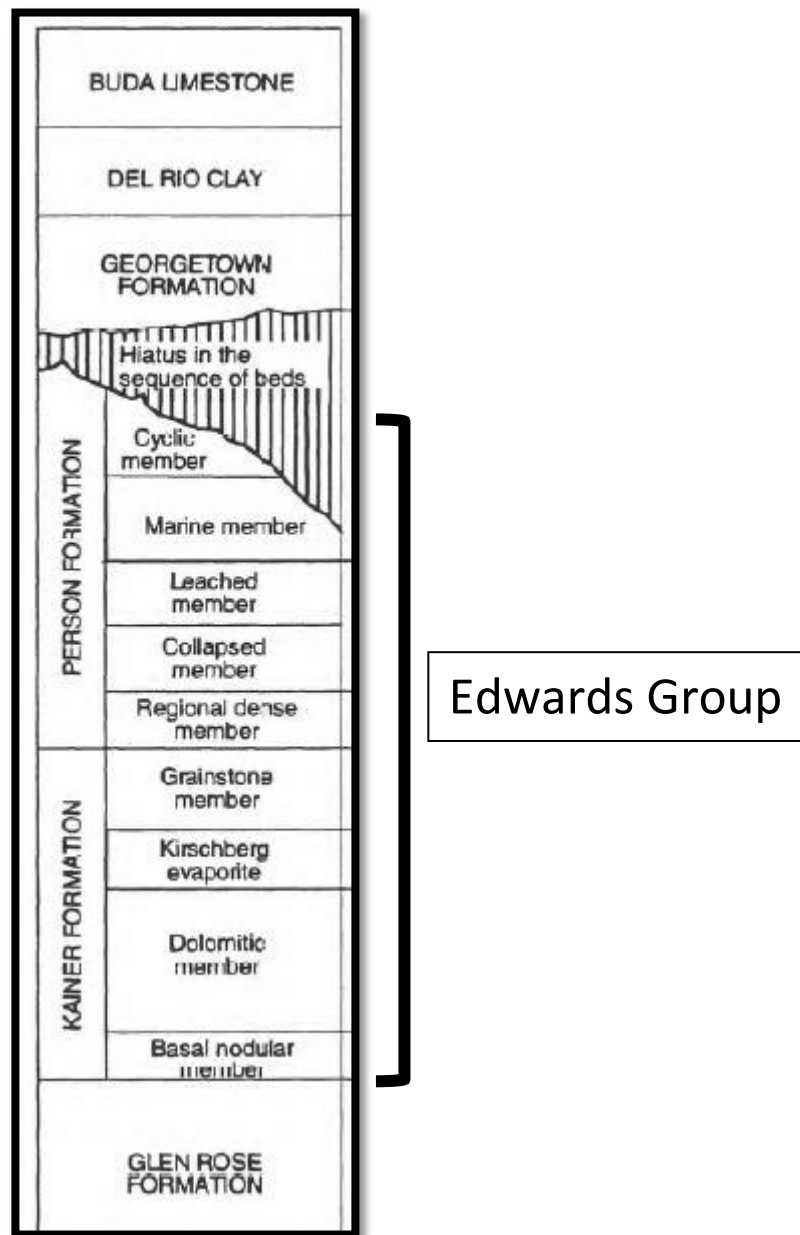 BUDA LIMESTONE
DEL RIO CLAY
GEORGETOWN
FORMATION
Hiatus in the
sequence of beds
PERSON FORMATION
Cyclic
member
Marine member
Leached
member
Collapsed
member
Regional dense
member
Edwards Group
KAINER FORMATION
Grainstone
member
Kirschberg
evaporite
Dolomitic
member
Basal nodular
member
GLEN ROSE
FORMATION